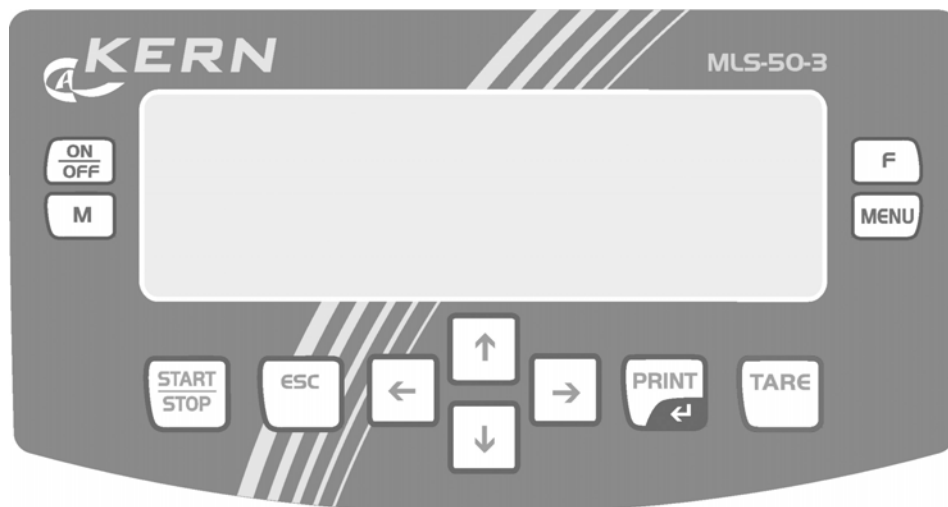 KERN
MLS-50-3
ON
OFF
F
M
MENU
START
STOP
ESC
←
↑
↓
→
PRINT
↵
TARE